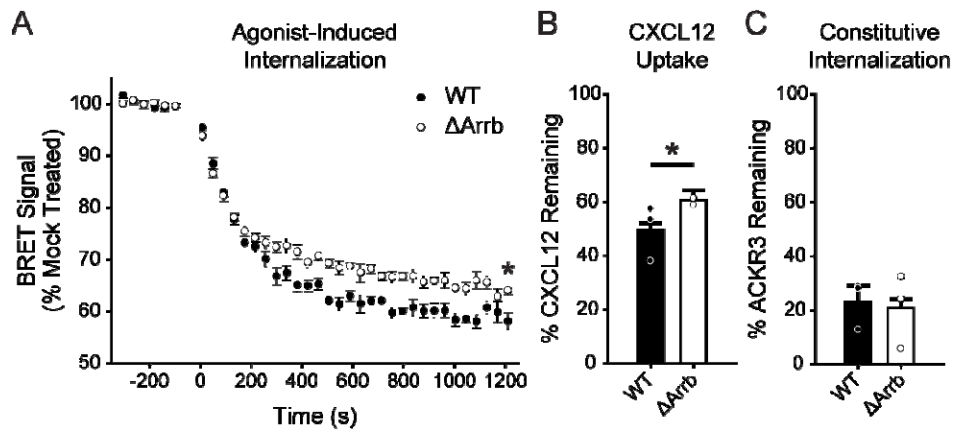 A
Agonist-Induced
Internalization
WT
ΔArrb
BRET Signal
(% Mock Treated)
100
90
80
70
60
50
*
-200
0
200
400
600
800
1000
1200
Time (s)
B
CXCL12
Uptake
% CXCL12 Remaining
100
80
60
40
20
0
*
WT
ΔArrb
C
Constitutive
Internalization
% ACKR3 Remaining
100
80
60
40
20
0
WT
ΔArrb